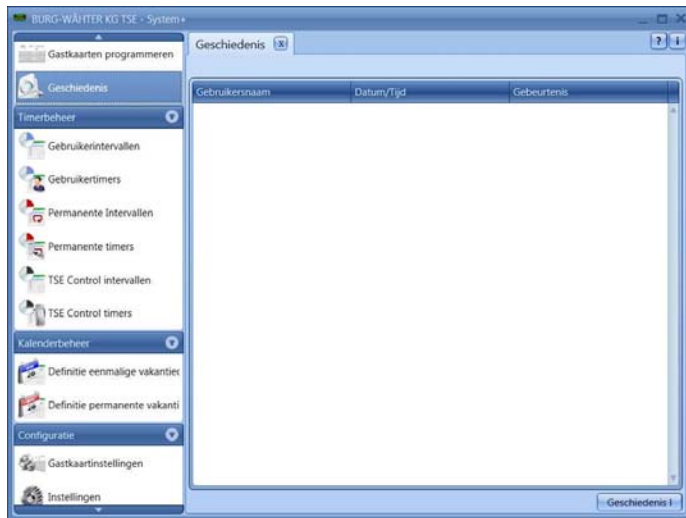 BURG-WÄHTER KG TSE - System+
Gastkaarten programmeren
Geschiedenis
Timerbeheer
Gebruikerintervallen
Gebruikertimers
Permanente Intervallen
Permanente timers
TSE Control intervallen
TSE Control timers
Kalenderbeheer
Definitie eenmalige vakantie
Definitie permanente vakanti
Configuratie
Gastkaartinstellingen
Instellingen
Geschiedenis x
? i
Gebruikersnaam Datum/Tijd Gebeurtenis
Geschiedenis l